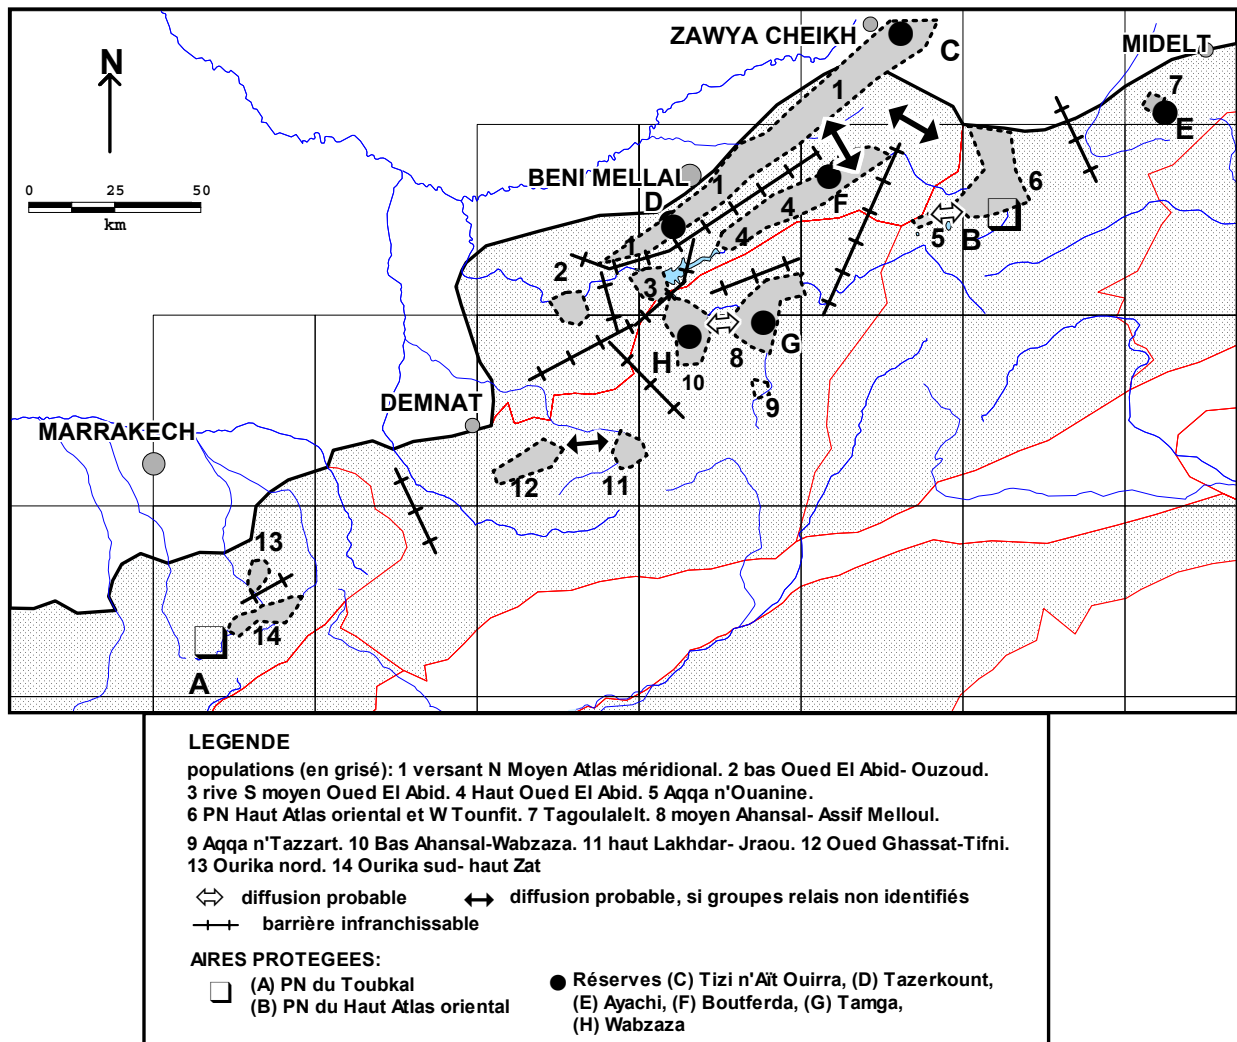 ZAWYA CHEIKH
C
MIDELT
N
1
7
E
BENI MELLAL
1
D
F
6
0 25 50
km
4
4
5 B
1
2
3
H
8
G
10
9
DEMNAT
MARRAKECH
12
11
13
14
A
LEGENDE
populations (en grisé): 1 versant N Moyen Atlas méridional. 2 bas Oued El Abid- Ouzoud.
3 rive S moyen Oued El Abid. 4 Haut Oued El Abid. 5 Aqqa n'Ouanine.
6 PN Haut Atlas oriental et W Tounfit. 7 Tagoulalelt. 8 moyen Ahansal- Assif Melloul.
9 Aqqa n'Tazzart. 10 Bas Ahansal-Wabzaza. 11 haut Lakhdar- Jraou. 12 Oued Ghassat-Tifni.
13 Ourika nord. 14 Ourika sud- haut Zat
diffusion probable
diffusion probable, si groupes relais non identifiés
barrière infranchissable
AIRES PROTEGEES:
(A) PN du Toubkal
(B) PN du Haut Atlas oriental
Réserves (C) Tizi n'Aït Ouirra, (D) Tazerkount,
(E) Ayachi, (F) Boutferda, (G) Tamga,
(H) Wabzaza